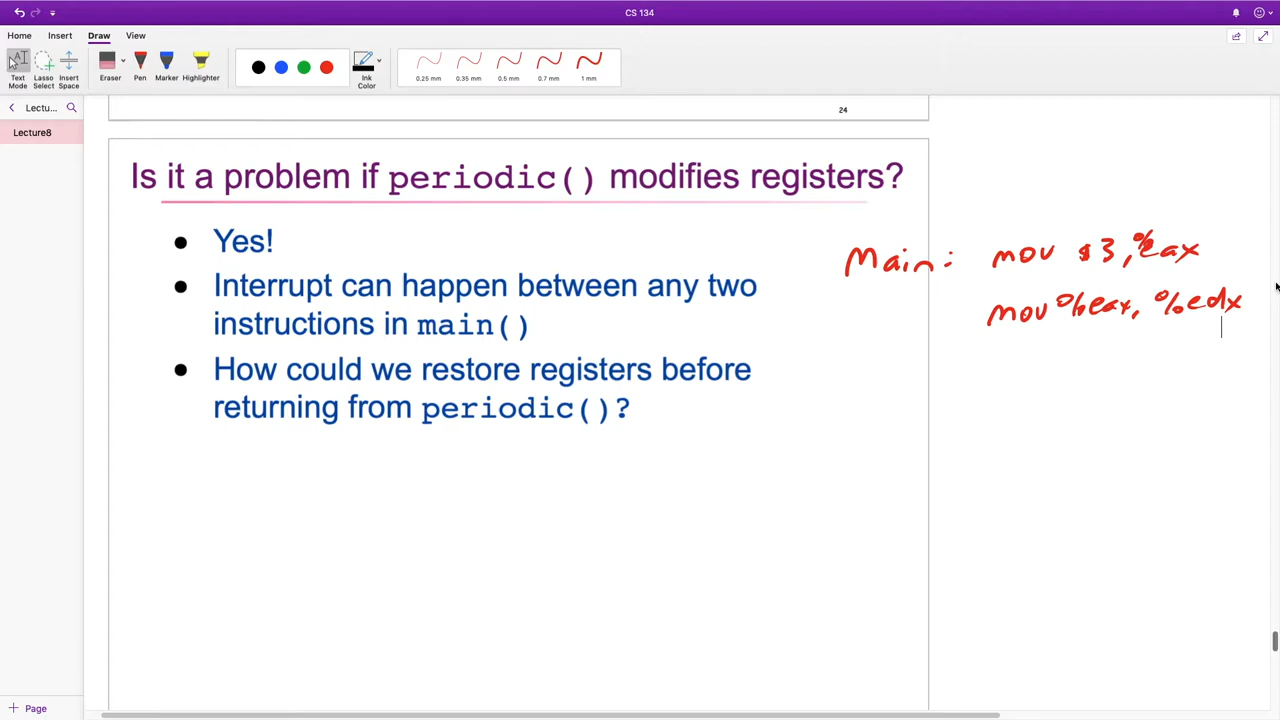 CS 134
Home Insert Draw View
Text Mode
Lasso Select
Insert Space
Eraser
Pen
Marker
Highlighter
Ink Color
0.25 mm
0.35 mm
0.5 mm
0.7 mm
1 mm
Lectu...
Lecture8
24
Is it a problem if periodic() modifies registers?
● Yes!
● Interrupt can happen between any two
instructions in main()
● How could we restore registers before
returning from periodic()?
Main: mov $3, %eax
mov %eax, %edx
+ Page